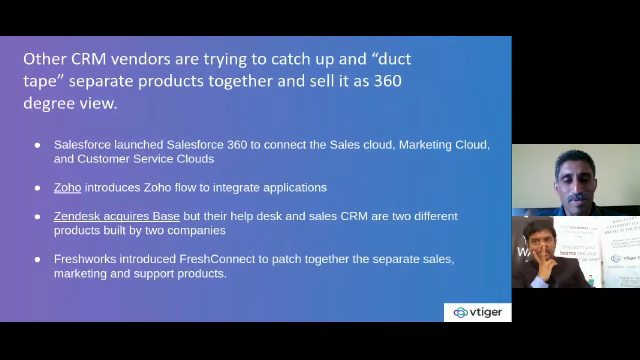 Other CRM vendors are trying to catch up and “duct
tape” separate products together and sell it as 360
degree view.
● Salesforce launched Salesforce 360 to connect the Sales cloud, Marketing Cloud,
and Customer Service Clouds
● Zoho introduces Zoho flow to integrate applications
● Zendesk acquires Base but their help desk and sales CRM are two different
products built by two companies
● Freshworks introduced FreshConnect to patch together the separate sales,
marketing and support products.
vtiger